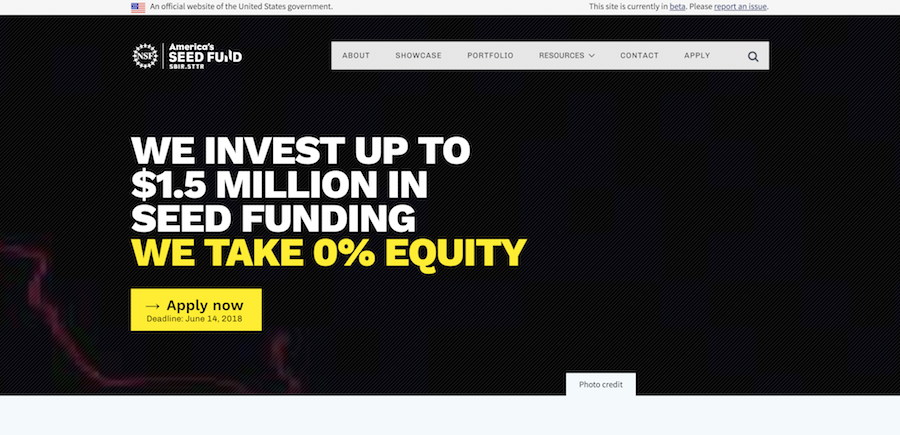 An official website of the United States government.
This site is currently in beta. Please report an issue.
NSF
America's
SEED FUND
SBIR.STTR
ABOUT SHOWCASE PORTFOLIO RESOURCES CONTACT APPLY
WE INVEST UP TO
$1.5 MILLION IN
SEED FUNDING
WE TAKE 0% EQUITY
→ Apply now
Deadline: June 14, 2018
Photo credit